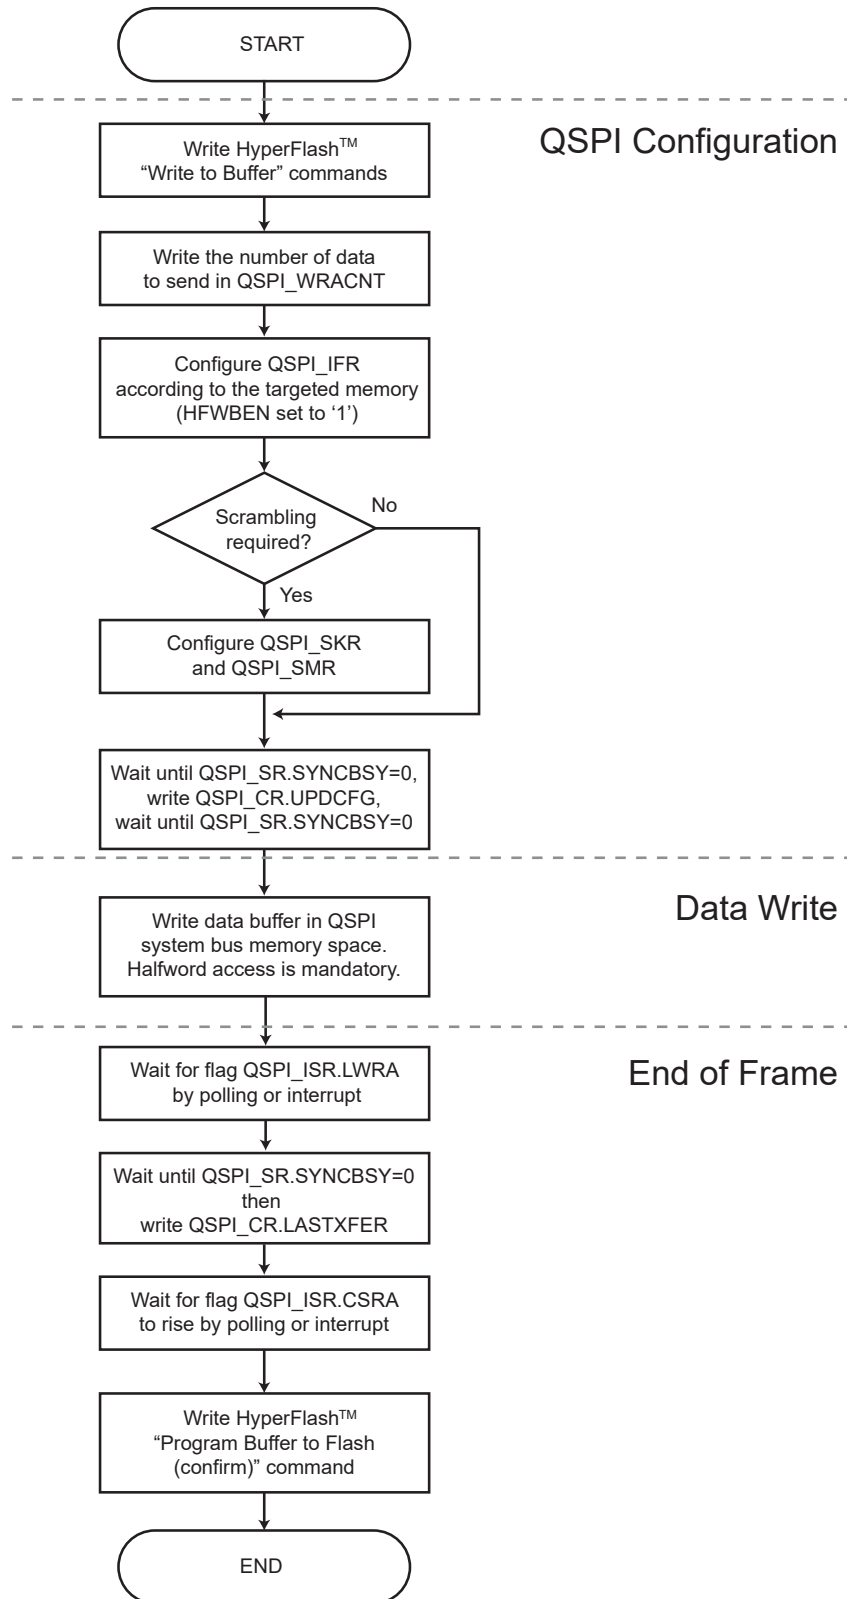 START
QSPI Configuration
Write HyperFlash™
“Write to Buffer” commands
Write the number of data
to send in QSPI_WRACNT
Configure QSPI_IFR
according to the targeted memory
(HFWBEN set to ‘1’)
Scrambling
required?
No
Yes
Configure QSPI_SKR
and QSPI_SMR
Wait until QSPI_SR.SYNCBSY=0,
write QSPI_CR.UPDCFG,
wait until QSPI_SR.SYNCBSY=0
Data Write
Write data buffer in QSPI
system bus memory space.
Halfword access is mandatory.
End of Frame
Wait for flag QSPI_ISR.LWRA
by polling or interrupt
Wait until QSPI_SR.SYNCBSY=0
then
write QSPI_CR.LASTXFER
Wait for flag QSPI_ISR.CSRA
to rise by polling or interrupt
Write HyperFlash™
“Program Buffer to Flash
(confirm)” command
END